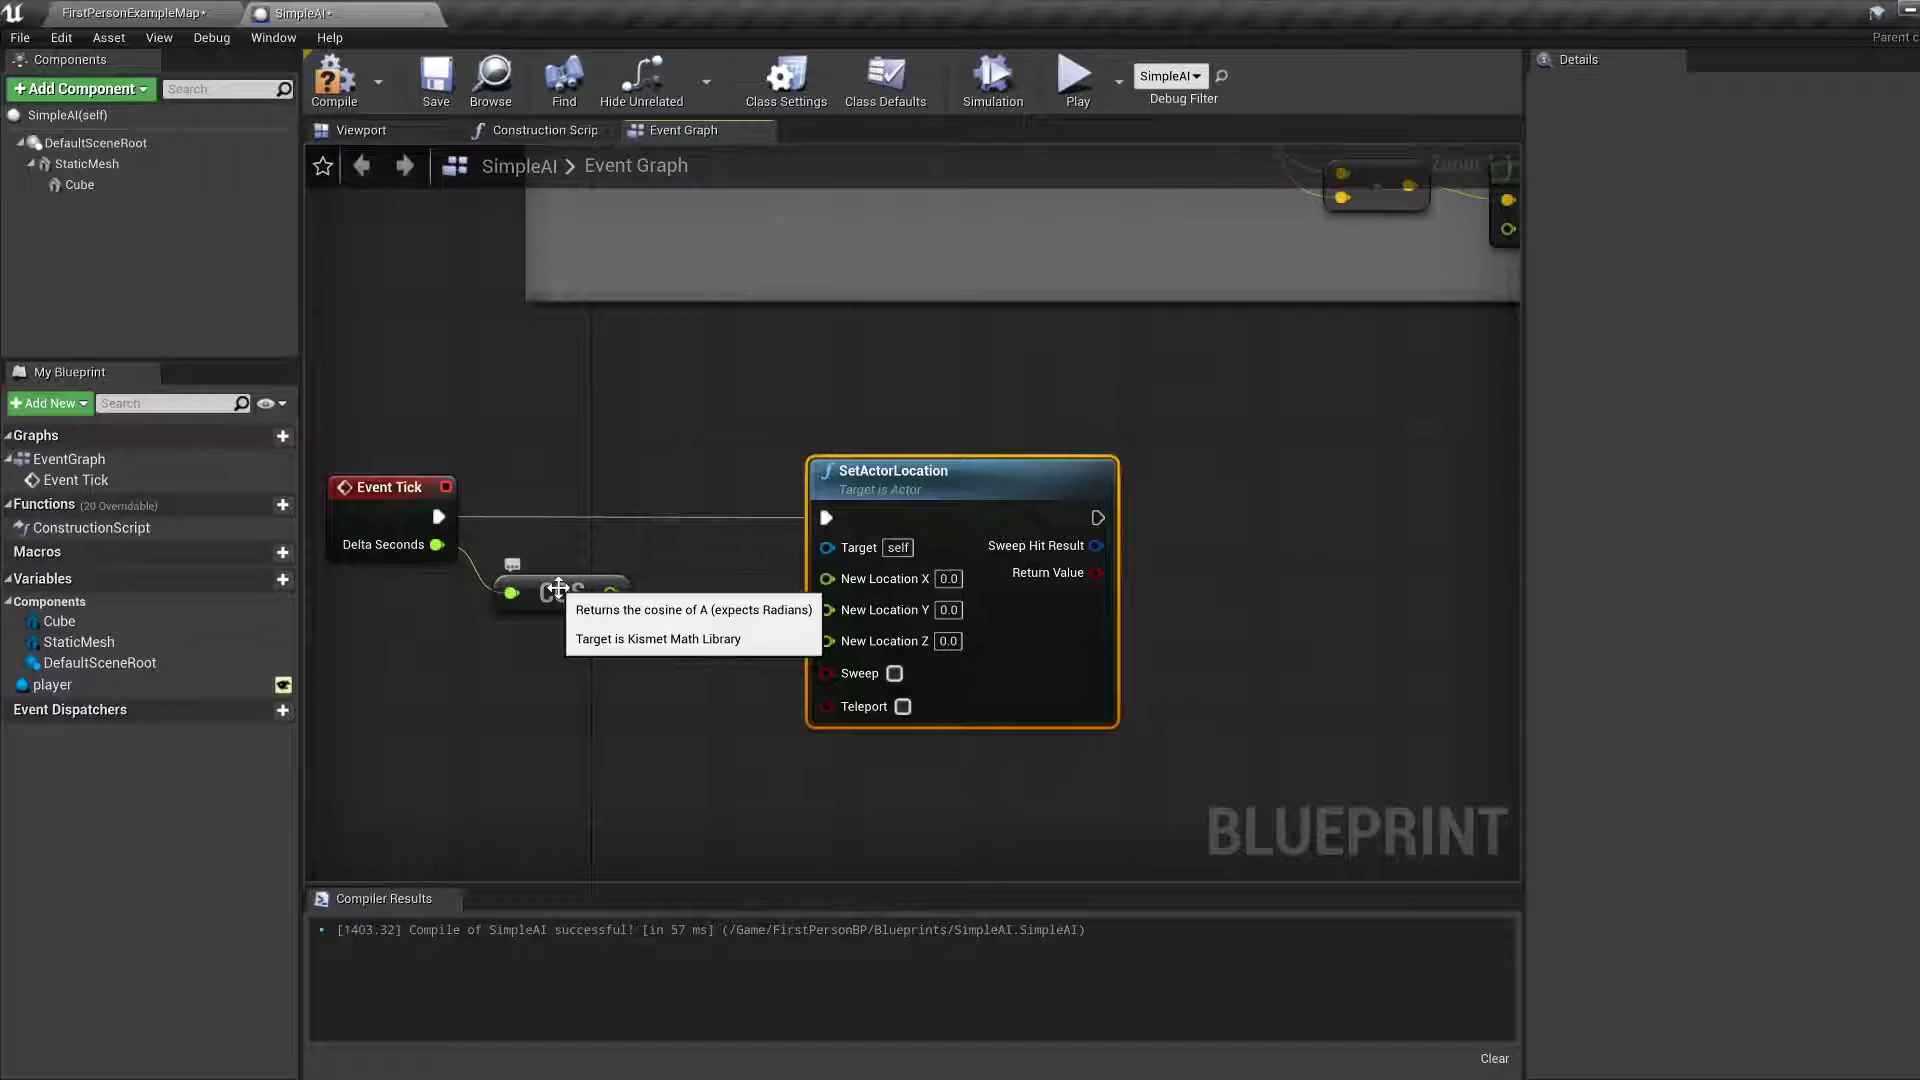 FirstPersonExampleMap*
SimpleAI*
File Edit Asset View Debug Window Help
Parent c
Components
+ Add Component
Search
SimpleAI(self)
DefaultSceneRoot
StaticMesh
Cube
Compile
Save
Browse
Find
Hide Unrelated
Class Settings
Class Defaults
Simulation
Play
SimpleAI
Debug Filter
Details
Viewport
Construction Scrip
Event Graph
SimpleAI > Event Graph
My Blueprint
+ Add New
Search
Graphs
EventGraph
Event Tick
Functions (20 Overridable)
ConstructionScript
Macros
Variables
Components
Cube
StaticMesh
DefaultSceneRoot
player
Event Dispatchers
Event Tick
Delta Seconds
Returns the cosine of A (expects Radians)
Target is Kismet Math Library
SetActorLocation
Target is Actor
Target self
Sweep Hit Result
New Location X 0.0
Return Value
New Location Y 0.0
New Location Z 0.0
Sweep
Teleport
BLUEPRINT
Compiler Results
[1403.32] Compile of SimpleAI successful! [in 57 ms] (/Game/FirstPersonBP/Blueprints/SimpleAI.SimpleAI)
Clear